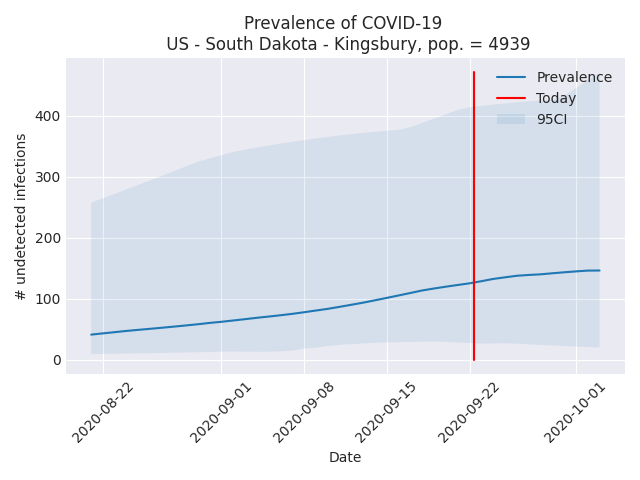 Prevalence of COVID-19
US - South Dakota - Kingsbury, pop. = 4939
Prevalence
Today
95CI
# undetected infections
400
300
200
100
0
2020-08-22
2020-09-01
2020-09-08
2020-09-15
2020-09-22
2020-10-01
Date